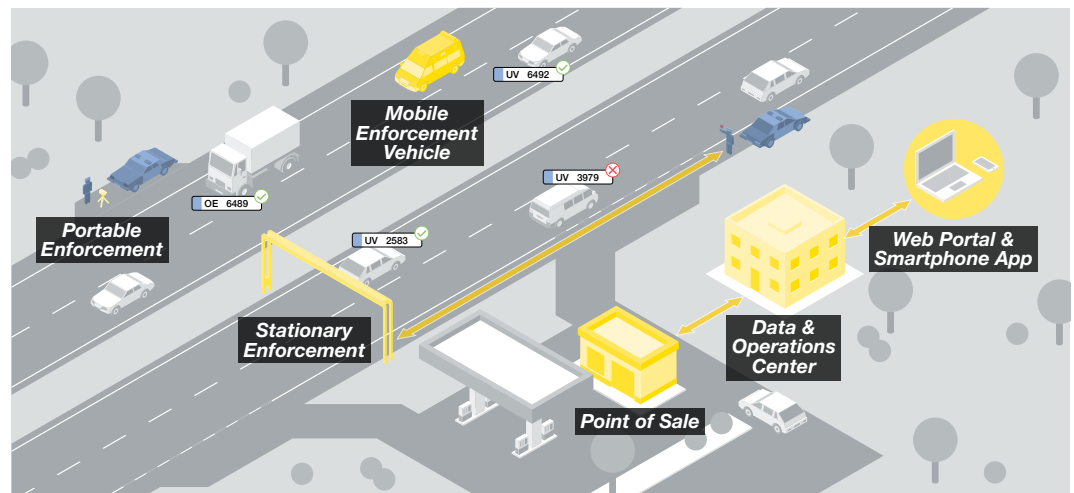 UV 6492
Mobile
Enforcement
Vehicle
UV 3979
OE 6489
Portable
Enforcement
UV 2583
Web Portal &
Smartphone App
Stationary
Enforcement
Data &
Operations
Center
Point of Sale